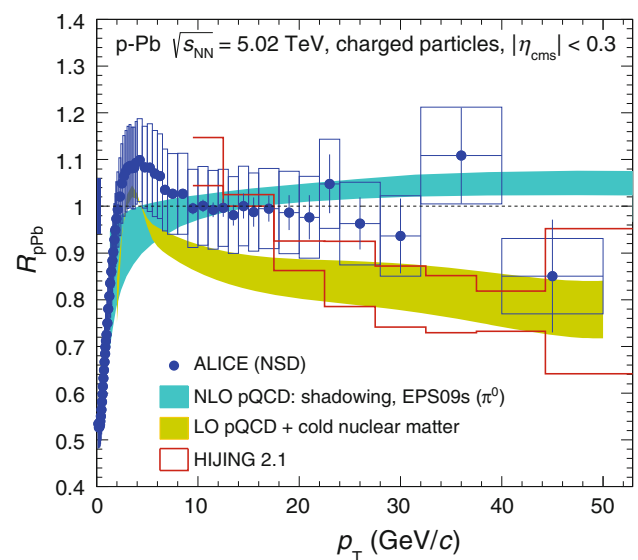 p-Pb √s_NN = 5.02 TeV, charged particles, |η_cms| < 0.3
1.4
1.3
1.2
1.1
1
0.9
0.8
0.7
0.6
0.5
0.4
R_pPb
ALICE (NSD)
NLO pQCD: shadowing, EPS09s (π⁰)
LO pQCD + cold nuclear matter
HIJING 2.1
0 10 20 30 40 50
p_T (GeV/c)